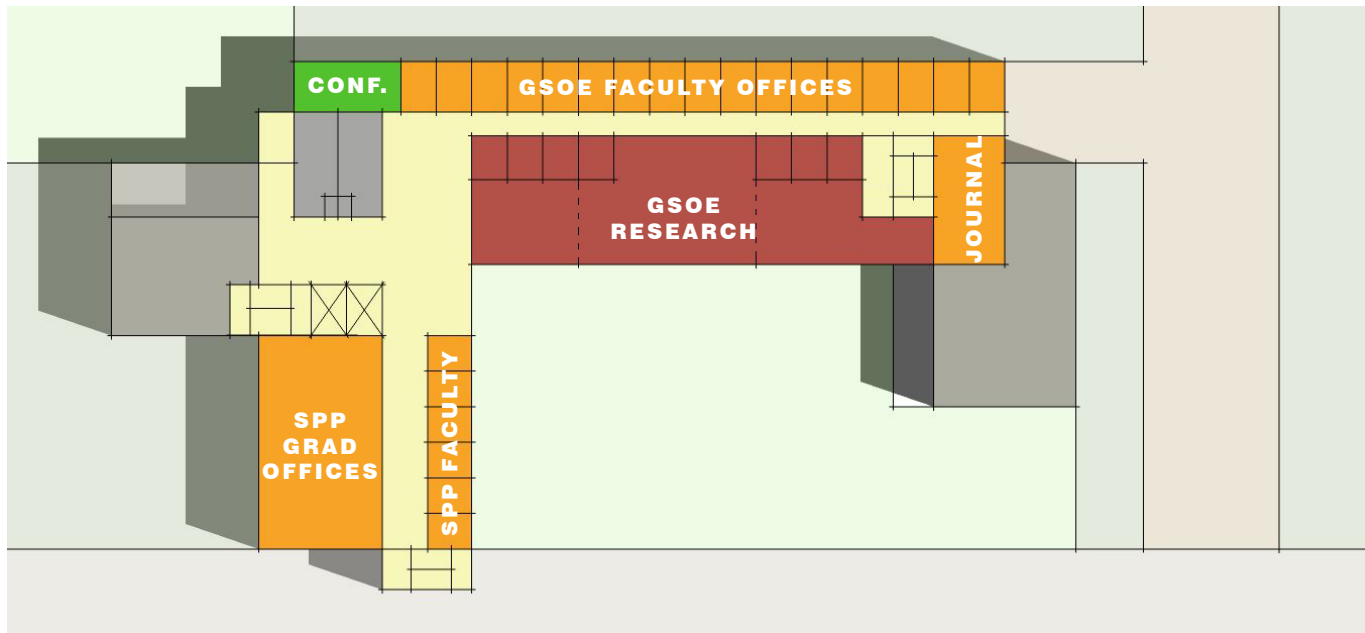 CONF.
GSOE FACULTY OFFICES
GSOE
RESEARCH
JOURNAL
SPP
GRAD
OFFICES
SPP FACULTY